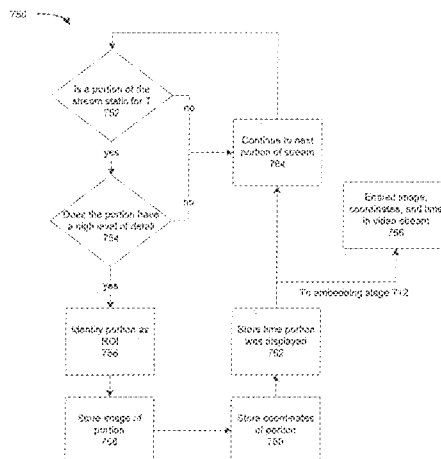 750
Is a portion of the
stream static for T
752
no
yes
Continue to next
portion of stream
764
Does the portion have
a high level of detail
754
no
Embed image,
coordinates, and time
in video stream
766
yes
To embedding stage 712
Identify portion as
ROI
756
Store time portion
was displayed
762
Store image of
portion
758
Store coordinates
of portion
760